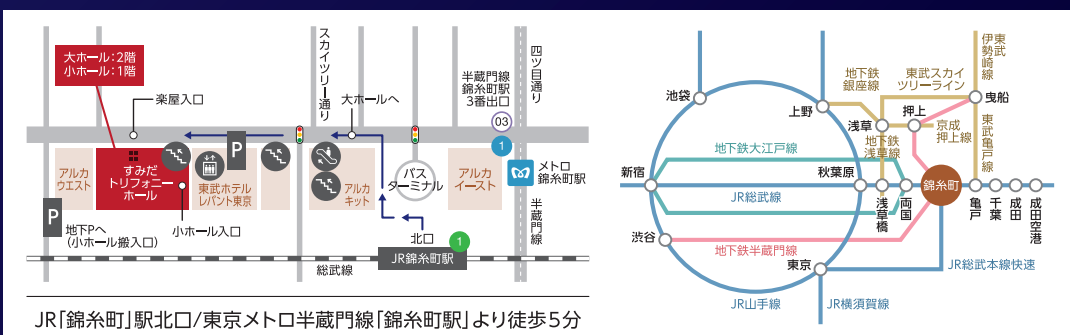 大ホール:2階
小ホール:1階
楽屋入口
スカイツリー通り
大ホールへ
半蔵門線
錦糸町駅
3番出口
03
四ツ目通り
1
P
アルカ
ウエスト
すみだ
トリフォニー
ホール
東武ホテル
レバント東京
アルカ
キット
バス
ターミナル
アルカ
イースト
メトロ
錦糸町駅
P
地下Pへ
(小ホール搬入口)
小ホール入口
北口
1
JR錦糸町駅
半蔵門線
総武線
JR「錦糸町」駅北口/東京メトロ半蔵門線「錦糸町駅」より徒歩5分
池袋
上野
地下鉄
銀座線
東武スカイ
ツリーライン
東武
伊勢崎線
曳船
押上
浅草
京成
押上線
地下鉄
浅草線
東武亀戸線
地下鉄大江戸線
新宿
秋葉原
JR総武線
浅草橋
両国
錦糸町
亀戸
千葉
成田
成田空港
渋谷
地下鉄半蔵門線
東京
JR総武本線快速
JR山手線
JR横須賀線